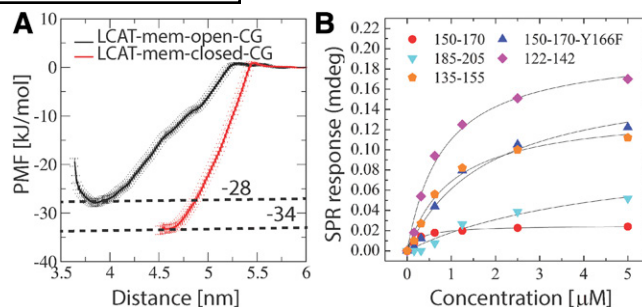 A
LCAT-mem-open-CG
LCAT-mem-closed-CG
PMF [kJ/mol]
0
-10
-20
-30
-40
-28
-34
3.5 4 4.5 5 5.5 6
Distance [nm]
B
150-170 150-170-Y166F
185-205 122-142
135-155
SPR response (mdeg)
0.22
0.20
0.18
0.16
0.14
0.12
0.10
0.08
0.06
0.04
0.02
0.00
0 1 2 3 4 5
Concentration [μM]